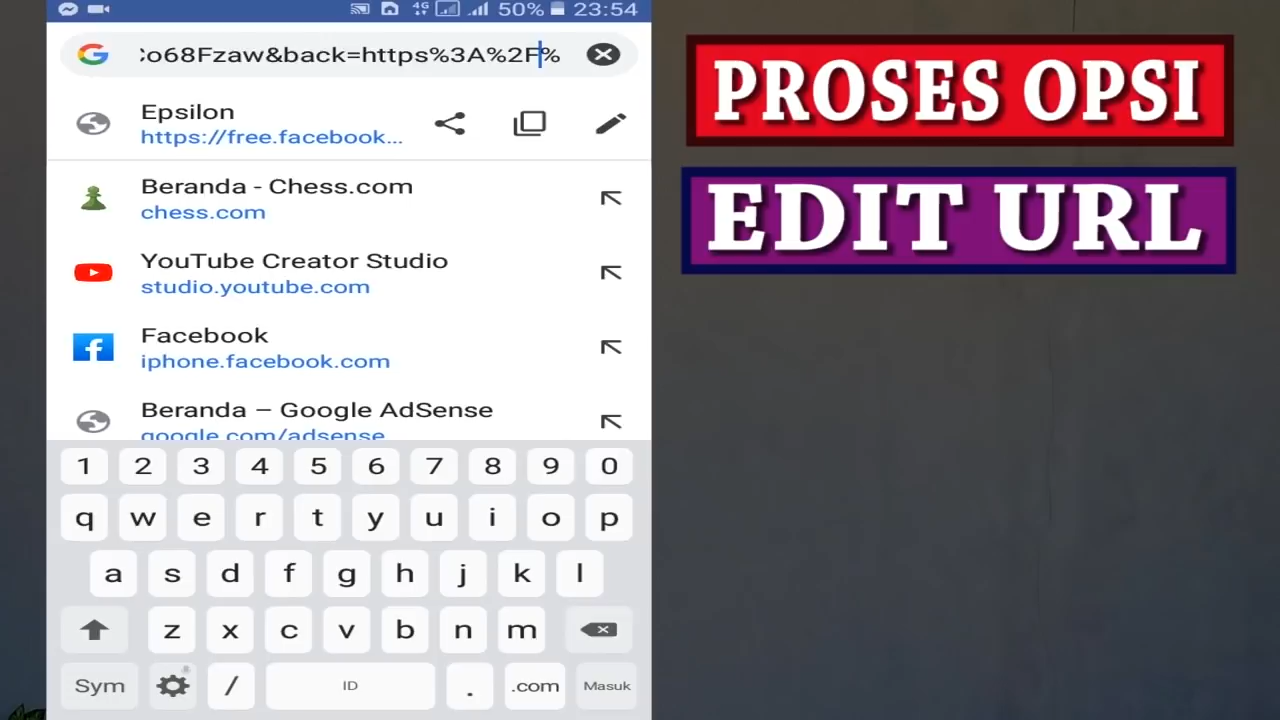 4G 50% 23:54
Co68Fzaw&back=https%3A%2F%
Epsilon
https://free.facebook...
Beranda - Chess.com
chess.com
YouTube Creator Studio
studio.youtube.com
Facebook
iphone.facebook.com
Beranda – Google AdSense
google.com/adsense
1 2 3 4 5 6 7 8 9 0
q w e r t y u i o p
a s d f g h j k l
z x c v b n m
Sym / ID . .com Masuk
PROSES OPSI
EDIT URL